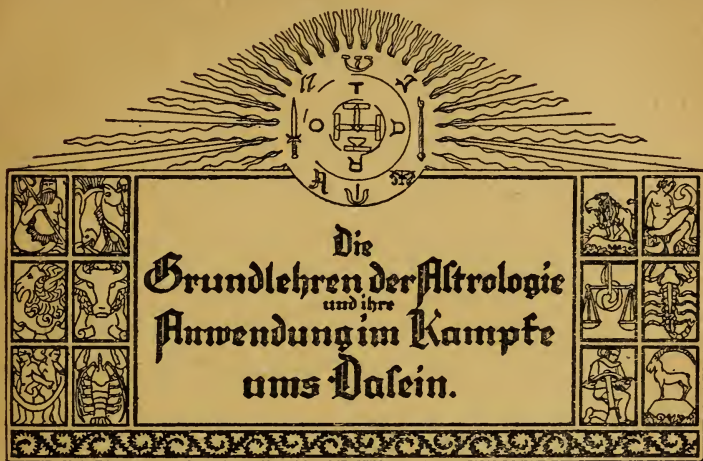 Die
Grundlehren der Astrologie
und ihre
Anwendung im Kampfe
ums Dasein.